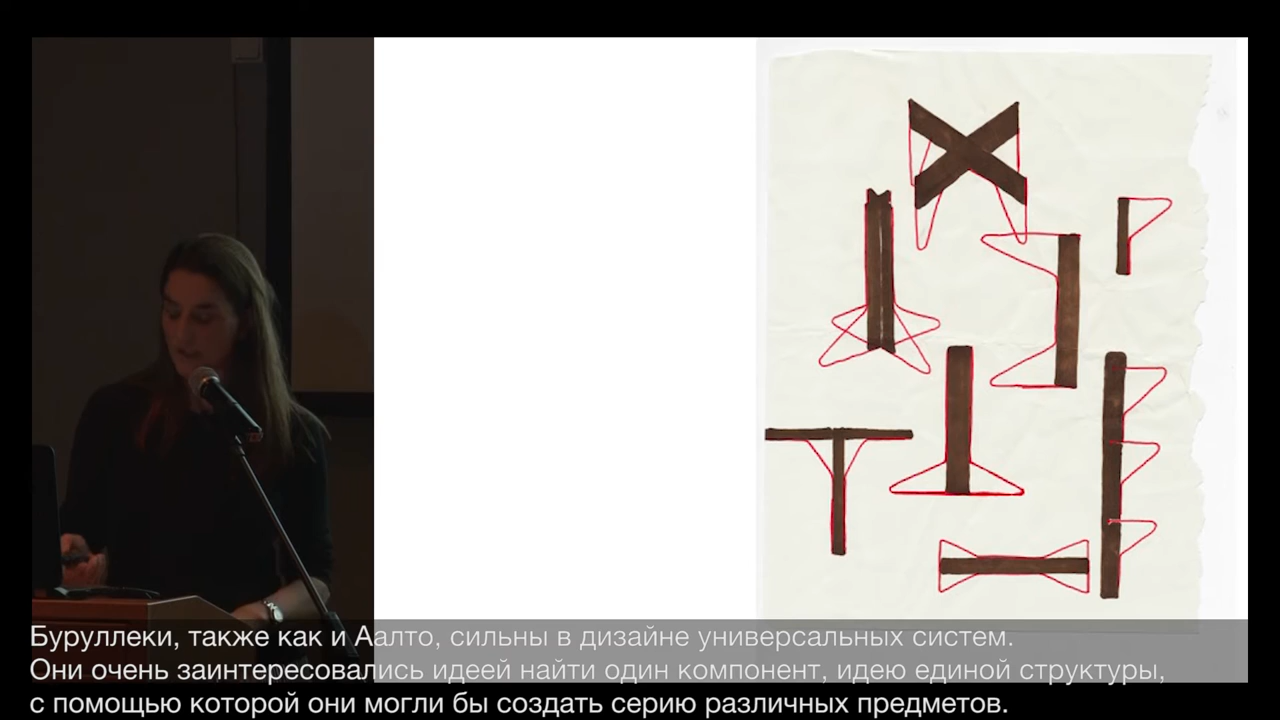 Буруллеки, также как и Аалто, сильны в дизайне универсальных систем.
Они очень заинтересовались идеей найти один компонент, идею единой структуры,
с помощью которой они могли бы создать серию различных предметов.